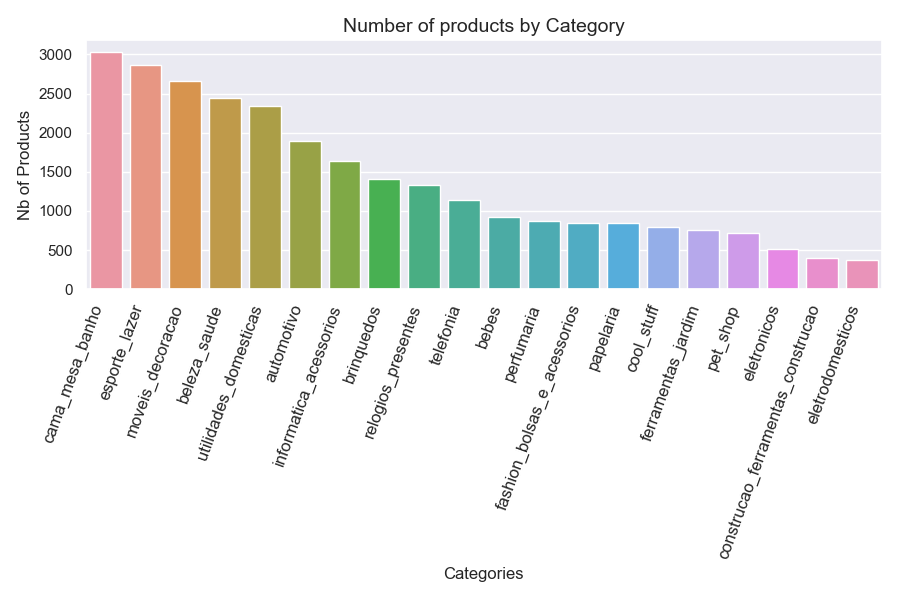 Number of products by Category
Nb of Products
3000
2500
2000
1500
1000
500
0
cama_mesa_banho
esporte_lazer
moveis_decoracao
beleza_saude
utilidades_domesticas
automotivo
informatica_acessorios
brinquedos
relogios_presentes
telefonia
bebes
perfumaria
fashion_bolsas_e_acessorios
papelaria
cool_stuff
ferramentas_jardim
pet_shop
eletronicos
construcao_ferramentas_construcao
eletrodomesticos
Categories